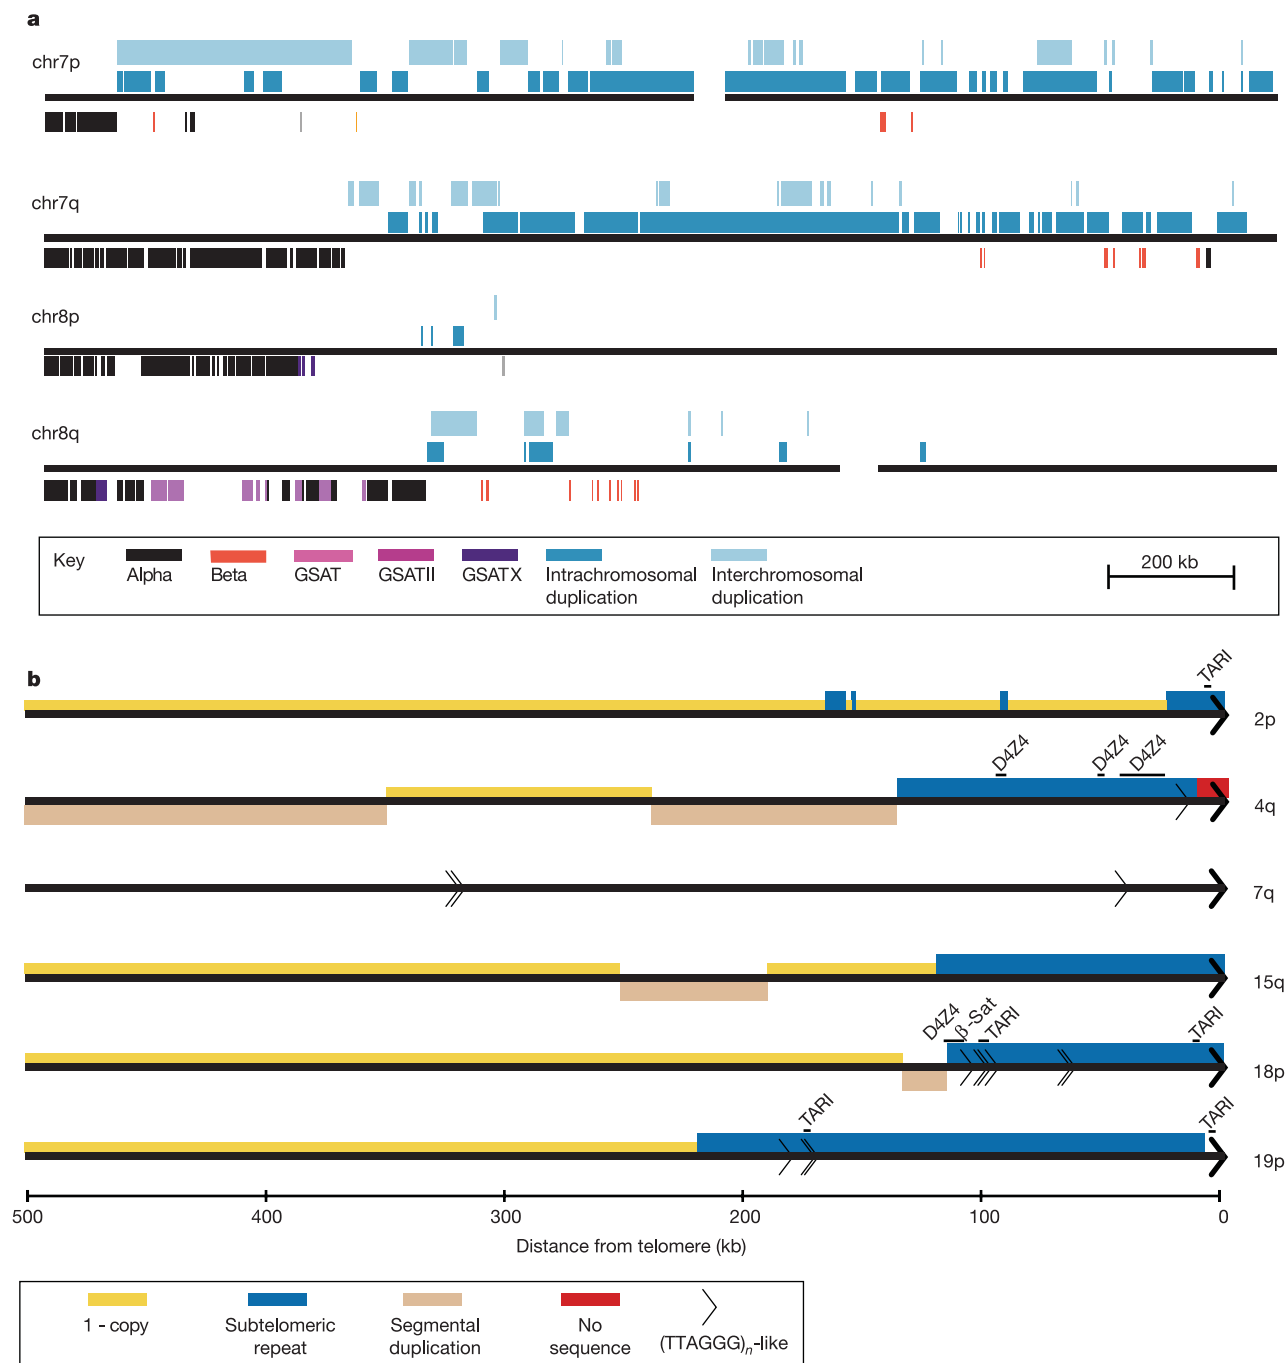 a
chr7p
chr7q
chr8p
chr8q
Key
Alpha
Beta
GSAT
GSATII
GSATX
Intrachromosomal
duplication
Interchromosomal
duplication
200 kb
b
TARI
2p
D4Z4
D4Z4
D4Z4
4q
7q
15q
D4Z4
β-Sat
TARI
TARI
18p
TARI
TARI
19p
500
400
300
200
100
0
Distance from telomere (kb)
1 - copy
Subtelomeric
repeat
Segmental
duplication
No
sequence
(TTAGGG)n-like